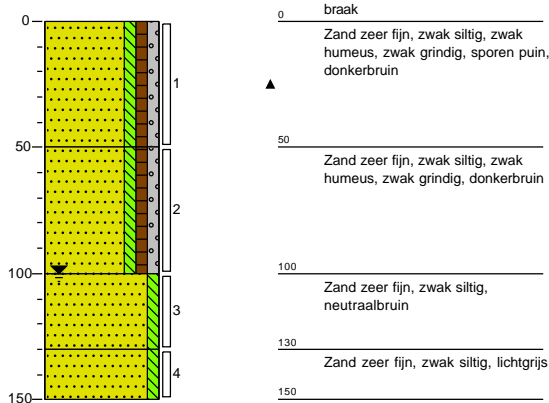 braak
0
0
Zand zeer fijn, zwak siltig, zwak
humeus, zwak grindig, sporen puin,
donkerbruin
1
50
50
Zand zeer fijn, zwak siltig, zwak
humeus, zwak grindig, donkerbruin
2
100
100
Zand zeer fijn, zwak siltig,
neutraalbruin
3
130
Zand zeer fijn, zwak siltig, lichtgrijs
4
150
150